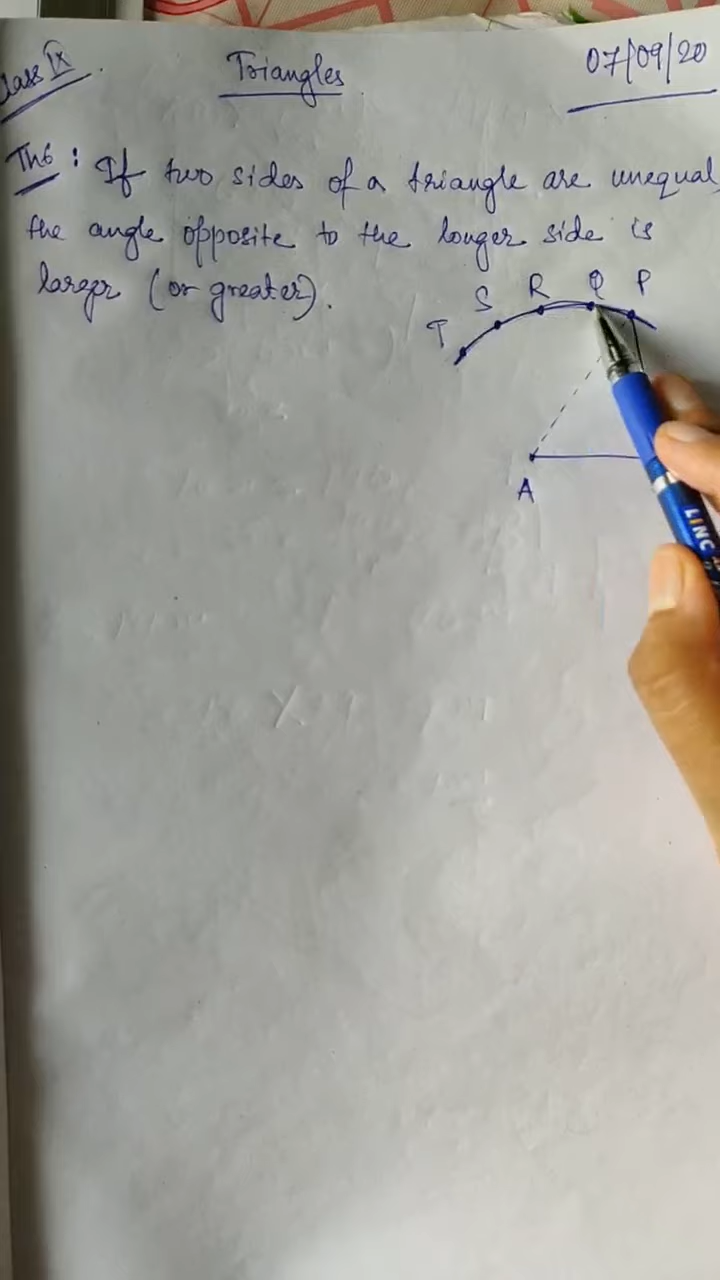 Class IX
Triangles
07/09/20
Th6 : If two sides of a triangle are unequal
the angle opposite to the longer side is
larger (or greater).
T S R Q P
A
LINC